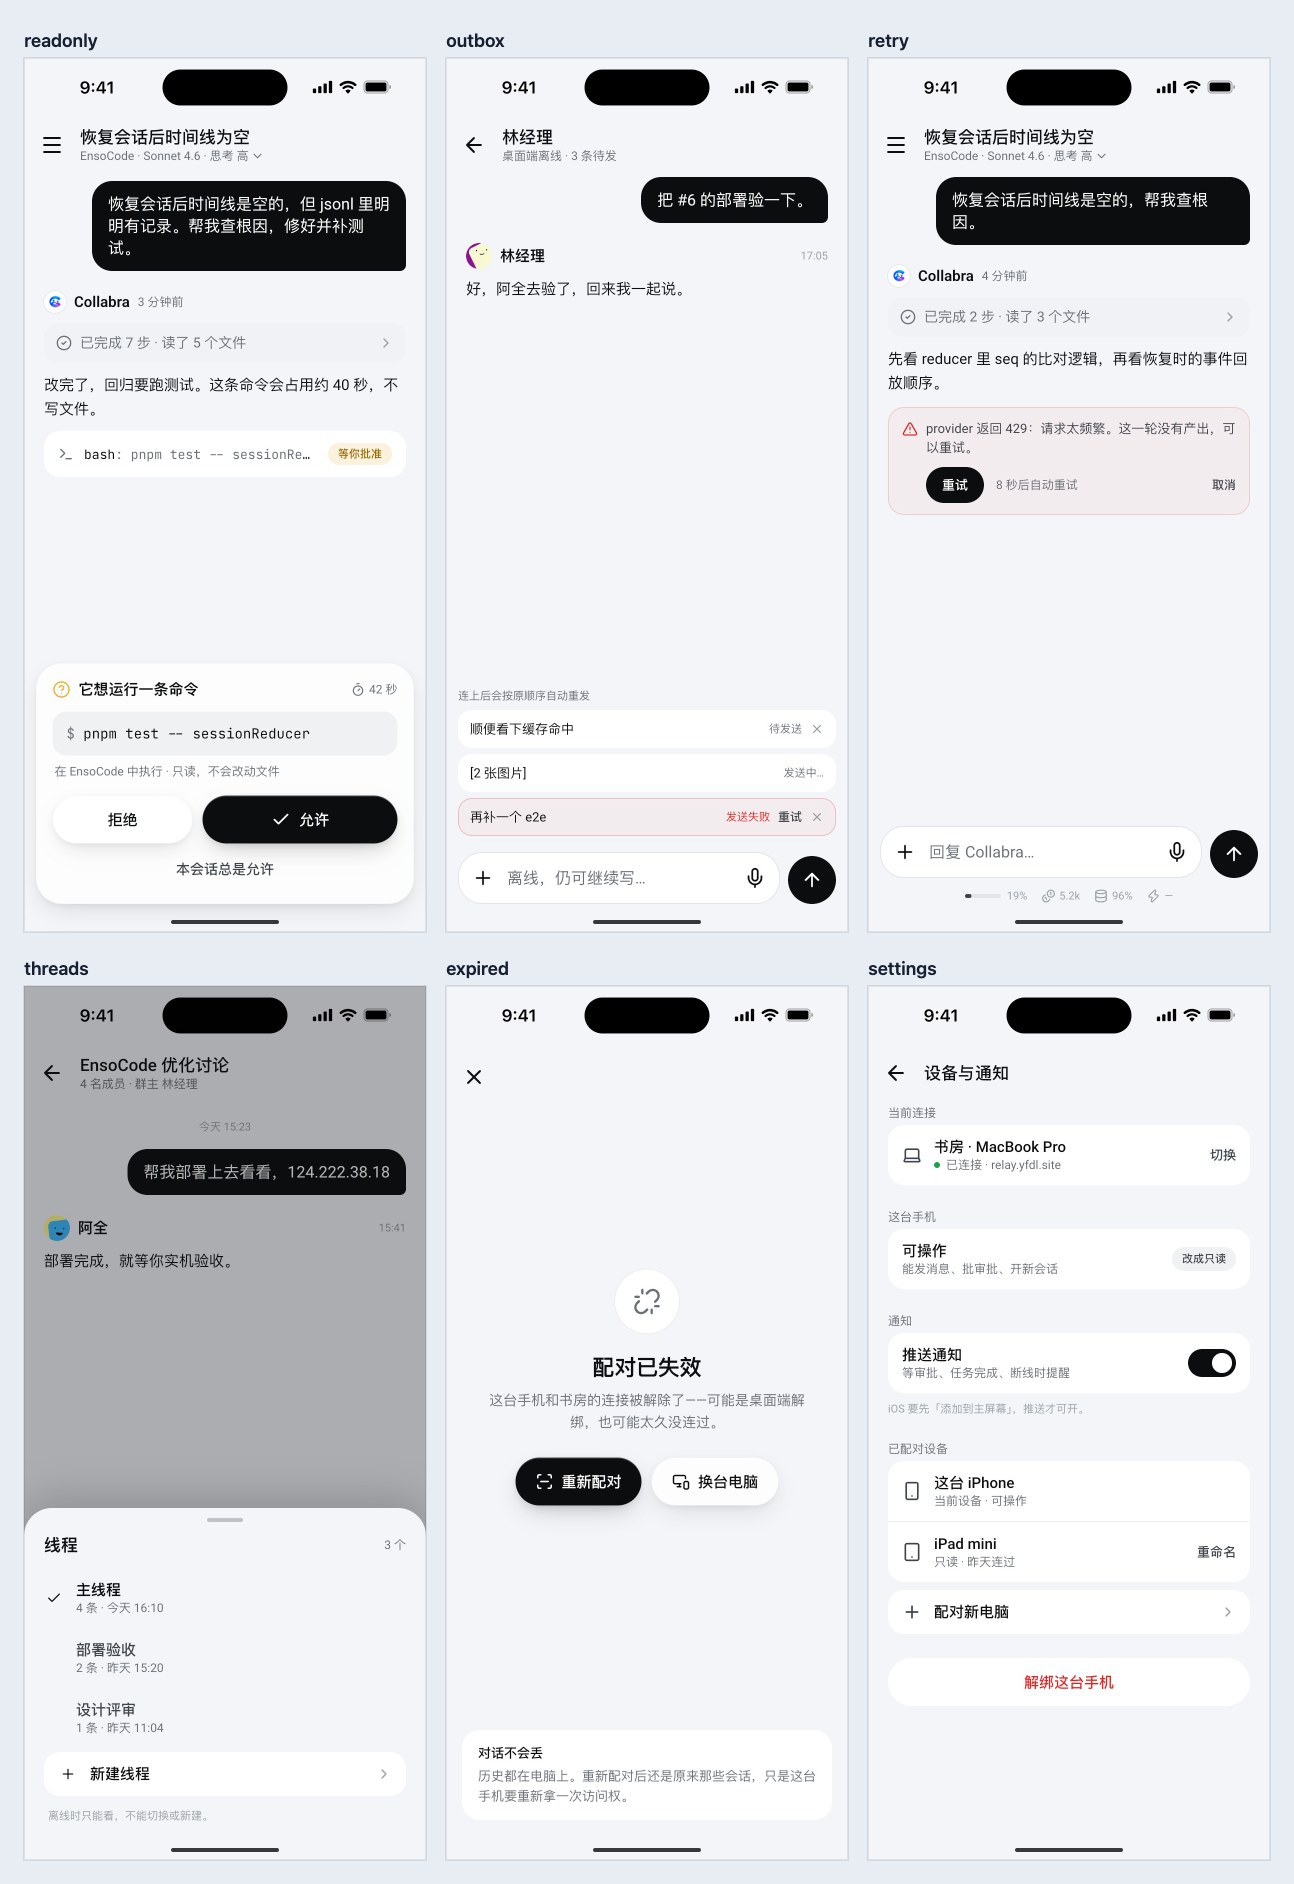 readonly
9:41
恢复会话后时间线为空
EnsoCode · Sonnet 4.6 · 思考 高
恢复会话后时间线是空的，但 jsonl 里明
明有记录。帮我查根因，修好并补测
试。
Collabra 3 分钟前
已完成 7 步 · 读了 5 个文件
改完了，回归要跑测试。这条命令会占用约 40 秒，不
写文件。
bash: pnpm test -- sessionRe… 等你批准
它想运行一条命令 42 秒
$ pnpm test -- sessionReducer
在 EnsoCode 中执行 · 只读，不会改动文件
拒绝 允许
本会话总是允许
outbox
9:41
林经理
桌面端离线 · 3 条待发
把 #6 的部署验一下。
林经理 17:05
好，阿全去验了，回来我一起说。
连上后会按原顺序自动重发
顺便看下缓存命中 待发送
[2 张图片] 发送中…
再补一个 e2e 发送失败 重试
离线，仍可继续写…
retry
9:41
恢复会话后时间线为空
EnsoCode · Sonnet 4.6 · 思考 高
恢复会话后时间线是空的，帮我查根
因。
Collabra 4 分钟前
已完成 2 步 · 读了 3 个文件
先看 reducer 里 seq 的比对逻辑，再看恢复时的事件回
放顺序。
provider 返回 429：请求太频繁。这一轮没有产出，可
以重试。
重试 8 秒后自动重试 取消
回复 Collabra…
19% 5.2k 96% —
threads
9:41
EnsoCode 优化讨论
4 名成员 · 群主 林经理
今天 15:23
帮我部署上去看看，124.222.38.18
阿全 15:41
部署完成，就等你实机验收。
线程 3 个
主线程
4 条 · 今天 16:10
部署验收
2 条 · 昨天 15:20
设计评审
1 条 · 昨天 11:04
新建线程
离线时只能看，不能切换或新建。
expired
9:41
配对已失效
这台手机和书房的连接被解除了——可能是桌面端解
绑，也可能太久没连过。
重新配对 换台电脑
对话不会丢
历史都在电脑上。重新配对后还是原来那些会话，只是这台
手机要重新拿一次访问权。
settings
9:41
设备与通知
当前连接
书房 · MacBook Pro
已连接 · relay.yfdl.site
切换
这台手机
可操作
能发消息、批审批、开新会话
改成只读
通知
推送通知
等审批、任务完成、断线时提醒
iOS 要先「添加到主屏幕」，推送才可开。
已配对设备
这台 iPhone
当前设备 · 可操作
iPad mini
只读 · 昨天连过
重命名
配对新电脑
解绑这台手机